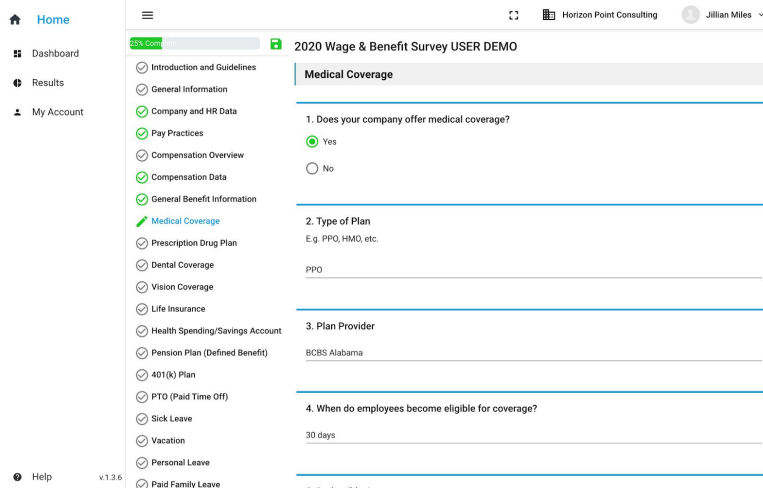 Home
Dashboard
Results
My Account
Help
v.1.3.6
Horizon Point Consulting
Jillian Miles
25% Complete
Introduction and Guidelines
General Information
Company and HR Data
Pay Practices
Compensation Overview
Compensation Data
General Benefit Information
Medical Coverage
Prescription Drug Plan
Dental Coverage
Vision Coverage
Life Insurance
Health Spending/Savings Account
Pension Plan (Defined Benefit)
401(k) Plan
PTO (Paid Time Off)
Sick Leave
Vacation
Personal Leave
Paid Family Leave
2020 Wage & Benefit Survey USER DEMO
Medical Coverage
1. Does your company offer medical coverage?
Yes
No
2. Type of Plan
E.g. PPO, HMO, etc.
PPO
3. Plan Provider
BCBS Alabama
4. When do employees become eligible for coverage?
30 days